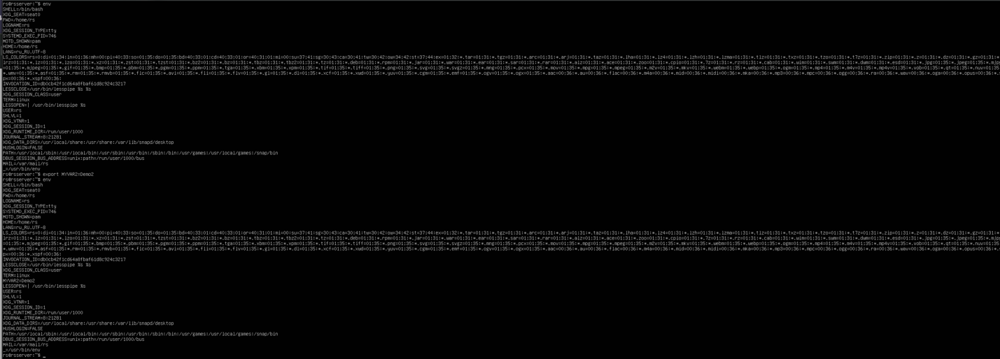 rs@rsserver:~$ env
SHELL=/bin/bash
XDG_SEAT=seat0
PWD=/home/rs
LOGNAME=rs
XDG_SESSION_TYPE=tty
SYSTEMD_EXEC_PID=746
MOTD_SHOWN=pam
HOME=/home/rs
LANG=ru_RU.UTF-8
LS_COLORS=rs=0:di=01;34:ln=01;36:mh=00:pi=40;33:so=01;35:do=01;35:bd=40;33;01:cd=40;33;01:or=40;31;01:mi=00:su=37;41:sg=30;43:ca=30;41:tw=30;42:ow=34;42:st=37;44:ex=01;32:*.tar=01;31:*.tgz=01;31:*.arc=01;31:*.arj=01;31:*.taz=01;31:*.lha=01;31:*.lz4=01;31:*.lzh=01;31:*.lzma=01;31:*.tlz=01;31:*.txz=01;31:*.tzo=01;31:*.t7z=01;31:*.zip=01;31:*.z=01;31:*.dz=01;31:*.gz=01;31:*.
lrz=01;31:*.lz=01;31:*.lzo=01;31:*.xz=01;31:*.zst=01;31:*.tzst=01;31:*.bz2=01;31:*.bz=01;31:*.tbz=01;31:*.tbz2=01;31:*.tz=01;31:*.deb=01;31:*.rpm=01;31:*.jar=01;31:*.war=01;31:*.ear=01;31:*.sar=01;31:*.rar=01;31:*.alz=01;31:*.ace=01;31:*.zoo=01;31:*.cpio=01;31:*.7z=01;31:*.rz=01;31:*.cab=01;31:*.wim=01;31:*.swm=01;31:*.dwm=01;31:*.esd=01;31:*.jpg=01;35:*.jpeg=01;35:*.mjpg
=01;35:*.mjpeg=01;35:*.gif=01;35:*.bmp=01;35:*.pbm=01;35:*.pgm=01;35:*.ppm=01;35:*.tga=01;35:*.xbm=01;35:*.xpm=01;35:*.tif=01;35:*.tiff=01;35:*.png=01;35:*.svg=01;35:*.svgz=01;35:*.mng=01;35:*.pcx=01;35:*.mov=01;35:*.mpg=01;35:*.mpeg=01;35:*.m2v=01;35:*.mkv=01;35:*.webm=01;35:*.webp=01;35:*.ogm=01;35:*.mp4=01;35:*.m4v=01;35:*.mp4v=01;35:*.vob=01;35:*.qt=01;35:*.nuv=01;35:
*.wmv=01;35:*.asf=01;35:*.rm=01;35:*.rmvb=01;35:*.flc=01;35:*.avi=01;35:*.fli=01;35:*.flv=01;35:*.gl=01;35:*.dl=01;35:*.xcf=01;35:*.xwd=01;35:*.yuv=01;35:*.cgm=01;35:*.emf=01;35:*.ogv=01;35:*.ogx=01;35:*.aac=00;36:*.au=00;36:*.flac=00;36:*.m4a=00;36:*.mid=00;36:*.midi=00;36:*.mka=00;36:*.mp3=00;36:*.mpc=00;36:*.ogg=00;36:*.ra=00;36:*.wav=00;36:*.oga=00;36:*.opus=00;36:*.s
px=00;36:*.xspf=00;36:
INVOCATION_ID=db0cb42f1cd64a8fbaf61d8c924c3217
LESSCLOSE=/usr/bin/lesspipe %s %s
XDG_SESSION_CLASS=user
TERM=linux
LESSOPEN=| /usr/bin/lesspipe %s
USER=rs
SHLVL=1
XDG_VTNR=1
XDG_SESSION_ID=1
XDG_RUNTIME_DIR=/run/user/1000
JOURNAL_STREAM=8:21281
XDG_DATA_DIRS=/usr/local/share:/usr/share:/var/lib/snapd/desktop
HUSHLOGIN=FALSE
PATH=/usr/local/sbin:/usr/local/bin:/usr/sbin:/usr/bin:/sbin:/bin:/usr/games:/usr/local/games:/snap/bin
DBUS_SESSION_BUS_ADDRESS=unix:path=/run/user/1000/bus
MAIL=/var/mail/rs
_=/usr/bin/env
rs@rsserver:~$ export MYVAR2=Demo2
rs@rsserver:~$ env
SHELL=/bin/bash
XDG_SEAT=seat0
PWD=/home/rs
LOGNAME=rs
XDG_SESSION_TYPE=tty
SYSTEMD_EXEC_PID=746
MOTD_SHOWN=pam
HOME=/home/rs
LANG=ru_RU.UTF-8
LS_COLORS=rs=0:di=01;34:ln=01;36:mh=00:pi=40;33:so=01;35:do=01;35:bd=40;33;01:cd=40;33;01:or=40;31;01:mi=00:su=37;41:sg=30;43:ca=30;41:tw=30;42:ow=34;42:st=37;44:ex=01;32:*.tar=01;31:*.tgz=01;31:*.arc=01;31:*.arj=01;31:*.taz=01;31:*.lha=01;31:*.lz4=01;31:*.lzh=01;31:*.lzma=01;31:*.tlz=01;31:*.txz=01;31:*.tzo=01;31:*.t7z=01;31:*.zip=01;31:*.z=01;31:*.dz=01;31:*.gz=01;31:*.
lrz=01;31:*.lz=01;31:*.lzo=01;31:*.xz=01;31:*.zst=01;31:*.tzst=01;31:*.bz2=01;31:*.bz=01;31:*.tbz=01;31:*.tbz2=01;31:*.tz=01;31:*.deb=01;31:*.rpm=01;31:*.jar=01;31:*.war=01;31:*.ear=01;31:*.sar=01;31:*.rar=01;31:*.alz=01;31:*.ace=01;31:*.zoo=01;31:*.cpio=01;31:*.7z=01;31:*.rz=01;31:*.cab=01;31:*.wim=01;31:*.swm=01;31:*.dwm=01;31:*.esd=01;31:*.jpg=01;35:*.jpeg=01;35:*.mjpg
=01;35:*.mjpeg=01;35:*.gif=01;35:*.bmp=01;35:*.pbm=01;35:*.pgm=01;35:*.ppm=01;35:*.tga=01;35:*.xbm=01;35:*.xpm=01;35:*.tif=01;35:*.tiff=01;35:*.png=01;35:*.svg=01;35:*.svgz=01;35:*.mng=01;35:*.pcx=01;35:*.mov=01;35:*.mpg=01;35:*.mpeg=01;35:*.m2v=01;35:*.mkv=01;35:*.webm=01;35:*.webp=01;35:*.ogm=01;35:*.mp4=01;35:*.m4v=01;35:*.mp4v=01;35:*.vob=01;35:*.qt=01;35:*.nuv=01;35:
*.wmv=01;35:*.asf=01;35:*.rm=01;35:*.rmvb=01;35:*.flc=01;35:*.avi=01;35:*.fli=01;35:*.flv=01;35:*.gl=01;35:*.dl=01;35:*.xcf=01;35:*.xwd=01;35:*.yuv=01;35:*.cgm=01;35:*.emf=01;35:*.ogv=01;35:*.ogx=01;35:*.aac=00;36:*.au=00;36:*.flac=00;36:*.m4a=00;36:*.mid=00;36:*.midi=00;36:*.mka=00;36:*.mp3=00;36:*.mpc=00;36:*.ogg=00;36:*.ra=00;36:*.wav=00;36:*.oga=00;36:*.opus=00;36:*.s
px=00;36:*.xspf=00;36:
INVOCATION_ID=db0cb42f1cd64a8fbaf61d8c924c3217
LESSCLOSE=/usr/bin/lesspipe %s %s
XDG_SESSION_CLASS=user
TERM=linux
MYVAR2=Demo2
LESSOPEN=| /usr/bin/lesspipe %s
USER=rs
SHLVL=1
XDG_VTNR=1
XDG_SESSION_ID=1
XDG_RUNTIME_DIR=/run/user/1000
JOURNAL_STREAM=8:21281
XDG_DATA_DIRS=/usr/local/share:/usr/share:/var/lib/snapd/desktop
HUSHLOGIN=FALSE
PATH=/usr/local/sbin:/usr/local/bin:/usr/sbin:/usr/bin:/sbin:/bin:/usr/games:/usr/local/games:/snap/bin
DBUS_SESSION_BUS_ADDRESS=unix:path=/run/user/1000/bus
MAIL=/var/mail/rs
_=/usr/bin/env
rs@rsserver:~$ _